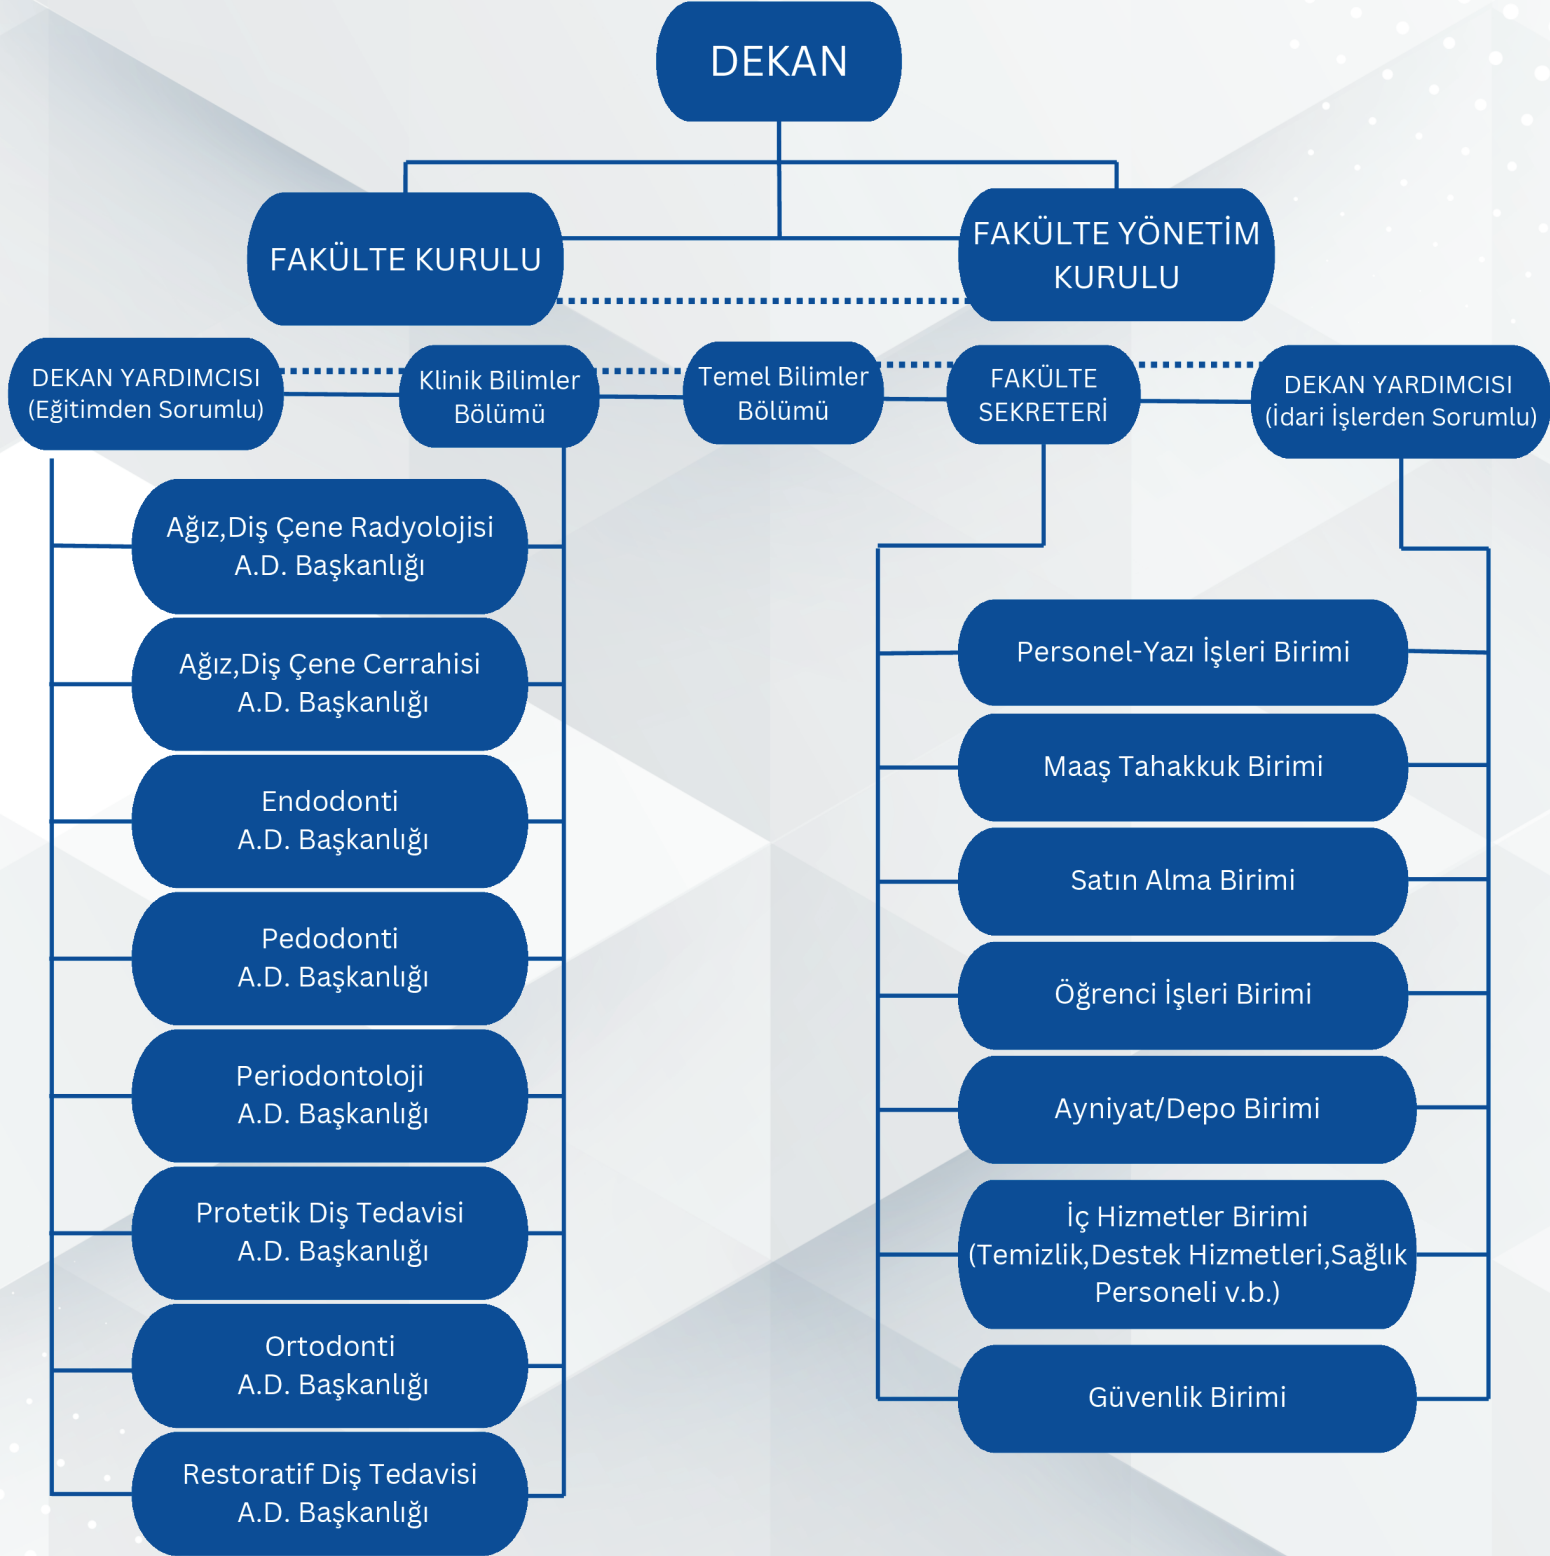 DEKAN
FAKÜLTE KURULU
FAKÜLTE YÖNETİM
KURULU
DEKAN YARDIMCISI
(Eğitimden Sorumlu)
Klinik Bilimler
Bölümü
Temel Bilimler
Bölümü
FAKÜLTE
SEKRETERİ
DEKAN YARDIMCISI
(İdari İşlerden Sorumlu)
Ağız,Diş Çene Radyolojisi
A.D. Başkanlığı
Ağız,Diş Çene Cerrahisi
A.D. Başkanlığı
Endodonti
A.D. Başkanlığı
Pedodonti
A.D. Başkanlığı
Periodontoloji
A.D. Başkanlığı
Protetik Diş Tedavisi
A.D. Başkanlığı
Ortodonti
A.D. Başkanlığı
Restoratif Diş Tedavisi
A.D. Başkanlığı
Personel-Yazı İşleri Birimi
Maaş Tahakkuk Birimi
Satın Alma Birimi
Öğrenci İşleri Birimi
Ayniyat/Depo Birimi
İç Hizmetler Birimi
(Temizlik,Destek Hizmetleri,Sağlık
Personeli v.b.)
Güvenlik Birimi